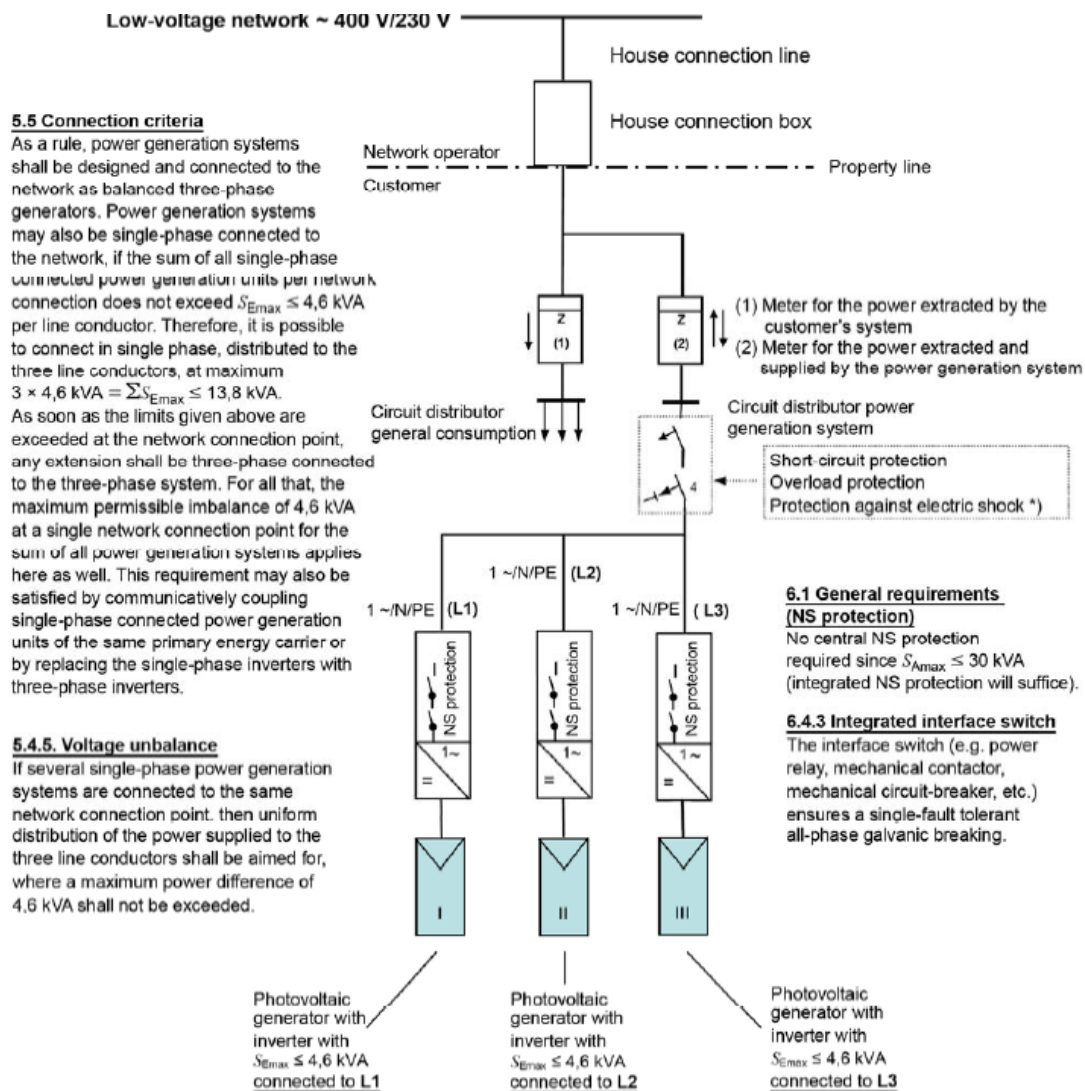 Low-voltage network ~ 400 V/230 V
House connection line
House connection box
Network operator
Property line
Customer
5.5 Connection criteria
As a rule, power generation systems
shall be designed and connected to the
network as balanced three-phase
generators. Power generation systems
may also be single-phase connected to
the network, if the sum of all single-phase
connected power generation units per network
connection does not exceed SEmax ≤ 4,6 kVA
per line conductor. Therefore, it is possible
to connect in single phase, distributed to the
three line conductors, at maximum
3 × 4,6 kVA = ∑SEmax ≤ 13,8 kVA.
As soon as the limits given above are
exceeded at the network connection point,
any extension shall be three-phase connected
to the three-phase system. For all that, the
maximum permissible imbalance of 4,6 kVA
at a single network connection point for the
sum of all power generation systems applies
here as well. This requirement may also be
satisfied by communicatively coupling
single-phase connected power generation
units of the same primary energy carrier or
by replacing the single-phase inverters with
three-phase inverters.
5.4.5. Voltage unbalance
If several single-phase power generation
systems are connected to the same
network connection point. then uniform
distribution of the power supplied to the
three line conductors shall be aimed for,
where a maximum power difference of
4,6 kVA shall not be exceeded.
Z
(1)
Z
(2)
(1) Meter for the power extracted by the
customer's system
(2) Meter for the power extracted and
supplied by the power generation system
Circuit distributor
general consumption
Circuit distributor power
generation system
4
Short-circuit protection
Overload protection
Protection against electric shock *)
1 ~/N/PE (L1)
1 ~/N/PE (L2)
1 ~/N/PE ( L3)
NS protection
NS protection
NS protection
1~
=
1~
=
1~
=
I
II
III
6.1 General requirements
(NS protection)
No central NS protection
required since SAmax ≤ 30 kVA
(integrated NS protection will suffice).
6.4.3 Integrated interface switch
The interface switch (e.g. power
relay, mechanical contactor,
mechanical circuit-breaker, etc.)
ensures a single-fault tolerant
all-phase galvanic breaking.
Photovoltaic
generator with
inverter with
SEmax ≤ 4,6 kVA
connected to L1
Photovoltaic
generator with
inverter with
SEmax ≤ 4,6 kVA
connected to L2
Photovoltaic
generator with
inverter with
SEmax ≤ 4,6 kVA
connected to L3